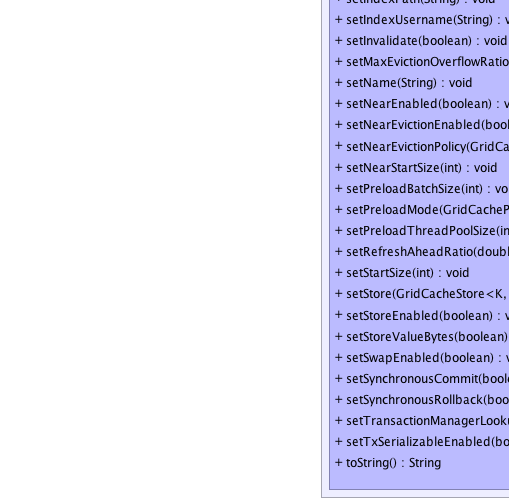 + setIndexPath(String) : void
+ setIndexUsername(String) : v
+ setInvalidate(boolean) : void
+ setMaxEvictionOverflowRatio
+ setName(String) : void
+ setNearEnabled(boolean) : v
+ setNearEvictionEnabled(bool
+ setNearEvictionPolicy(GridCa
+ setNearStartSize(int) : void
+ setPreloadBatchSize(int) : vo
+ setPreloadMode(GridCacheP
+ setPreloadThreadPoolSize(in
+ setRefreshAheadRatio(doubl
+ setStartSize(int) : void
+ setStore(GridCacheStore<K,
+ setStoreEnabled(boolean) : v
+ setStoreValueBytes(boolean)
+ setSwapEnabled(boolean) : v
+ setSynchronousCommit(boole
+ setSynchronousRollback(boo
+ setTransactionManagerLooku
+ setTxSerializableEnabled(bo
+ toString() : String